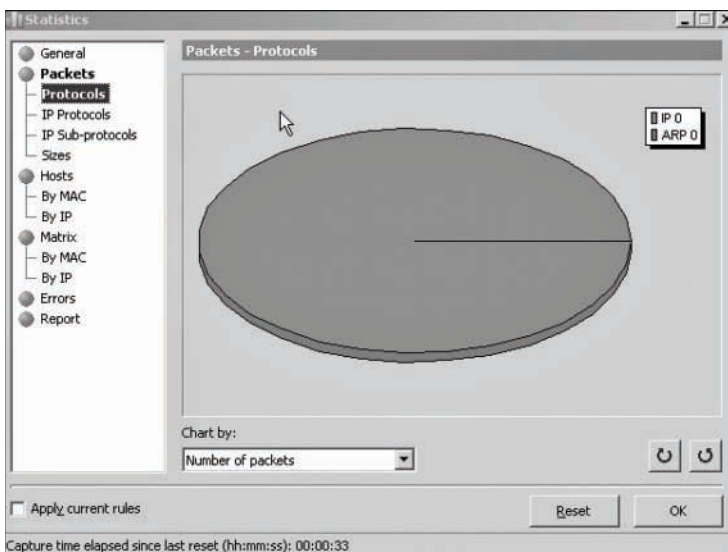 Statistics
General
Packets
Protocols
IP Protocols
IP Sub-protocols
Sizes
Hosts
By MAC
By IP
Matrix
By MAC
By IP
Errors
Report
Packets - Protocols
IP 0
ARP 0
Chart by:
Number of packets
Apply current rules
Reset
OK
Capture time elapsed since last reset (hh:mm:ss): 00:00:33